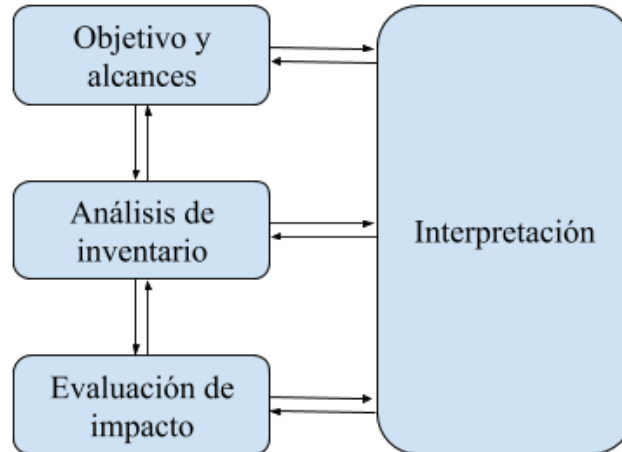 Objetivo y
alcances
Análisis de
inventario
Interpretación
Evaluación de
impacto